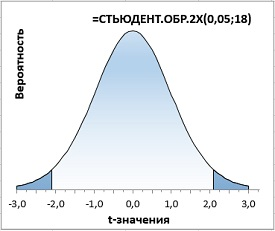 =СТЬЮДЕНТ.ОБР.2Х(0,05;18)
Вероятность
-3,0 -2,0 -1,0 0,0 1,0 2,0 3,0
t-значения